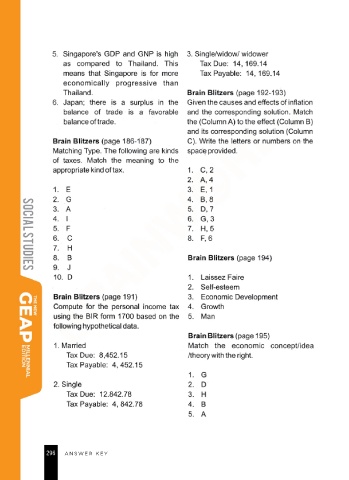 5. Singapore's GDP and GNP is high
as compared to Thailand. This
means that Singapore is for more
economically progressive than
Thailand.
6. Japan; there is a surplus in the
balance of trade is a favorable
balance of trade.
Brain Blitzers (page 186-187)
Matching Type. The following are kinds
of taxes. Match the meaning to the
appropriate kind of tax.
1. E
2. G
3. A
4. I
5. F
6. C
7. H
8. B
9. J
10. D
Brain Blitzers (page 191)
Compute for the personal income tax
using the BIR form 1700 based on the
following hypothetical data.
1. Married
Tax Due: 8,452.15
Tax Payable: 4, 452.15
2. Single
Tax Due: 12,842.78
Tax Payable: 4, 842.78
3. Single/widow/ widower
Tax Due: 14, 169.14
Tax Payable: 14, 169.14
Brain Blitzers (page 192-193)
Given the causes and effects of inflation
and the corresponding solution. Match
the (Column A) to the effect (Column B)
and its corresponding solution (Column
C). Write the letters or numbers on the
space provided.
1. C, 2
2. A, 4
3. E, 1
4. B, 8
5. D, 7
6. G, 3
7. H, 5
8. F, 6
Brain Blitzers (page 194)
1. Laissez Faire
2. Self-esteem
3. Economic Development
4. Growth
5. Man
Brain Blitzers (page 195)
Match the economic concept/idea
/theory with the right.
1. G
2. D
3. H
4. B
5. A
SOCIAL STUDIES
THE NEW
GEAP
MILLENNIAL
EDITION
296 ANSWER KEY